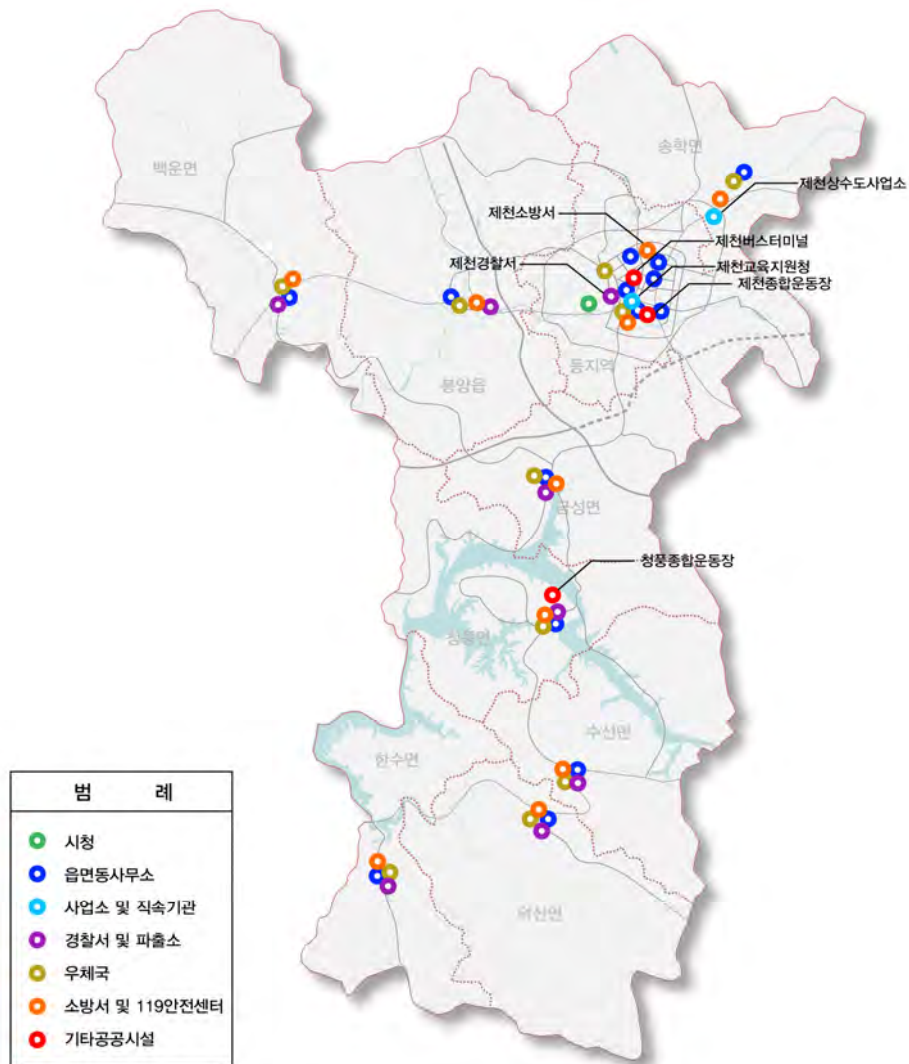 송학면
백운면
제천상수도사업소
제천소방서
제천버스터미널
제천경찰서
제천교육지원청
제천종합운동장
동지역
봉양읍
금성면
청풍종합운동장
청풍면
수산면
한수면
덕산면
범 례
시청
읍면동사무소
사업소 및 직속기관
경찰서 및 파출소
우체국
소방서 및 119안전센터
기타공공시설